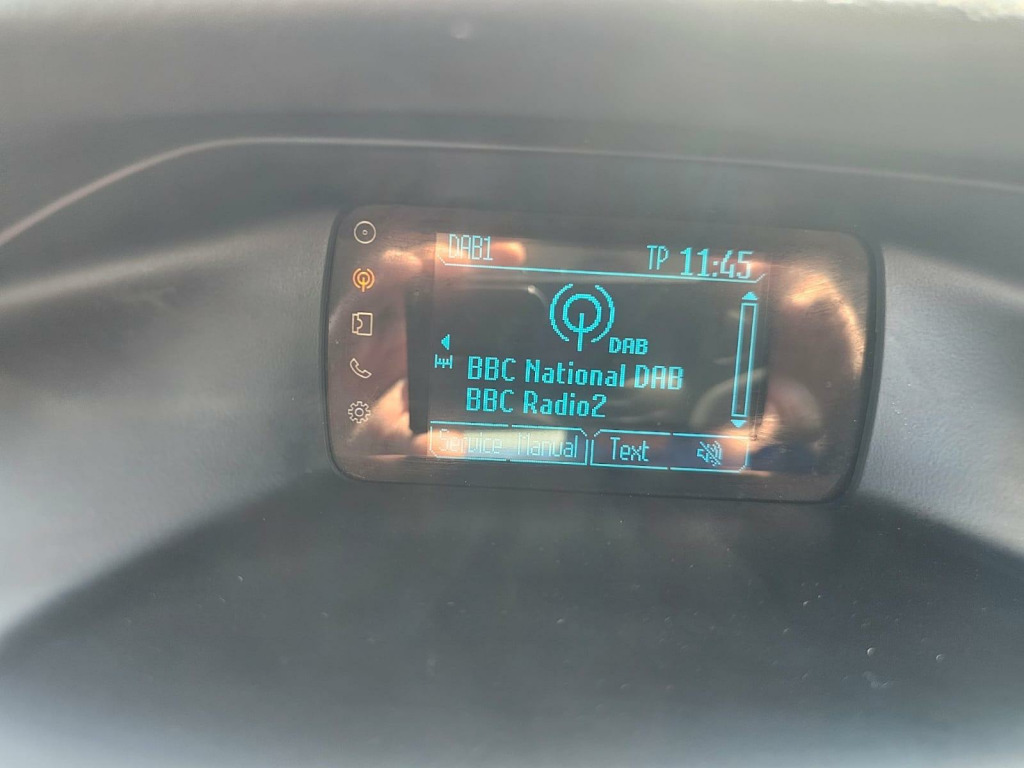 DAB1 TP 11:45
DAB
BBC National DAB
BBC Radio2
Service Manual Text